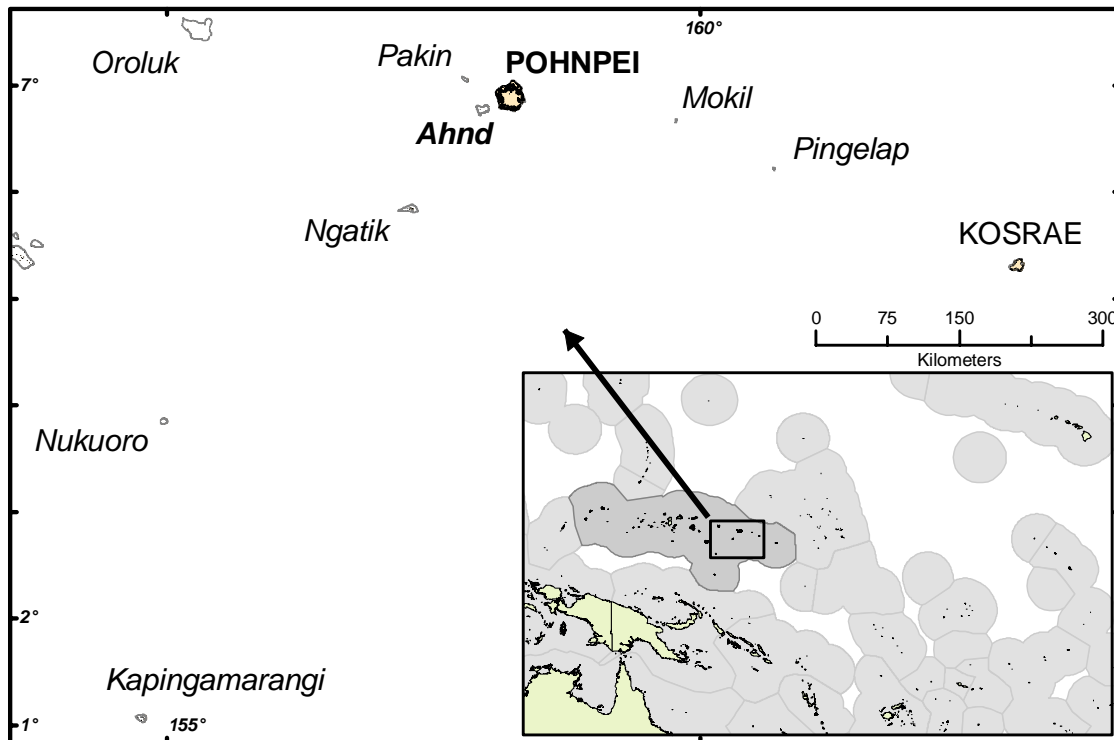 160°
Oroluk
Pakin
POHNPEI
7°
Mokil
Ahnd
Pingelap
Ngatik
KOSRAE
0 75 150 300
Kilometers
Nukuoro
2°
Kapingamarangi
1°
155°